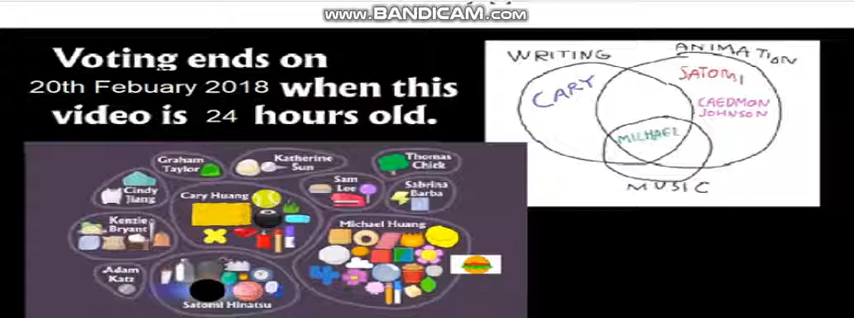 www.BANDICAM.com
Voting ends on
20th Febuary 2018 when this
video is 24 hours old.
WRITING
ANIMATION
CARY
SATOMI
CAEDMON
JOHNSON
MICHAEL
MUSIC
Graham
Taylor
Katherine
Sun
Thomas
Chick
Cindy
Jiang
Cary Huang
Sam
Lee
Sabrina
Barba
Kenzie
Bryant
Michael Huang
Adam
Katz
Satomi Hinatsu